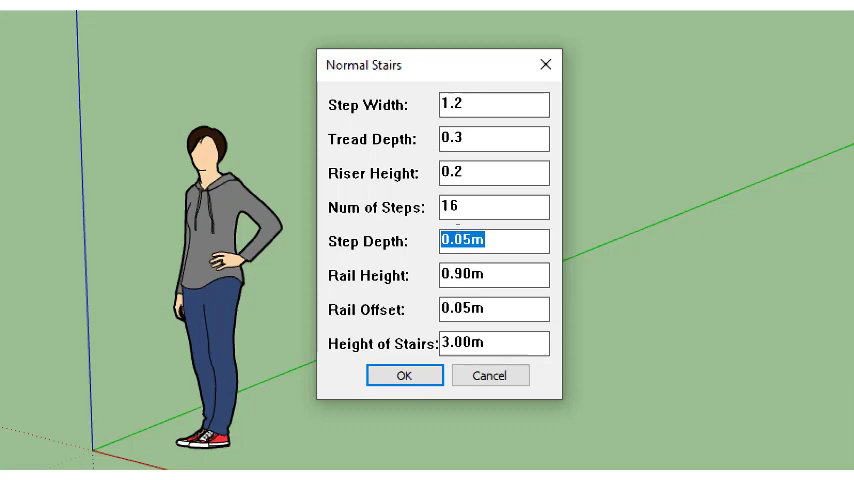 Normal Stairs
Step Width: 1.2
Tread Depth: 0.3
Riser Height: 0.2
Num of Steps: 16
Step Depth: 0.05m
Rail Height: 0.90m
Rail Offset: 0.05m
Height of Stairs: 3.00m
OK Cancel